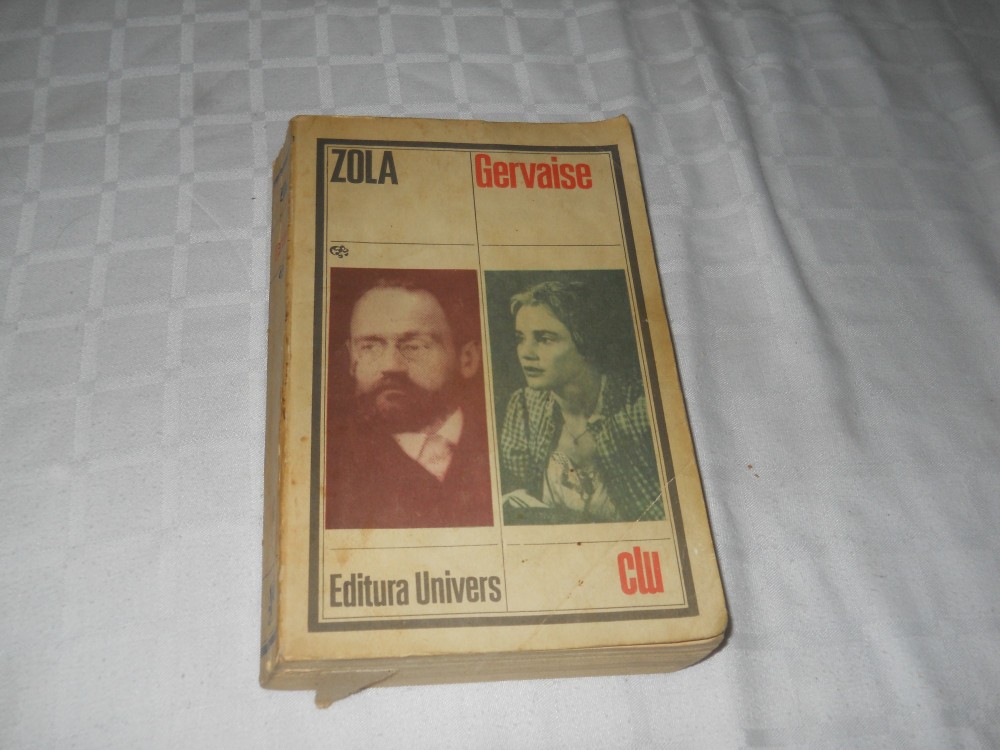 ZOLA
Gervaise
Editura Univers
clu